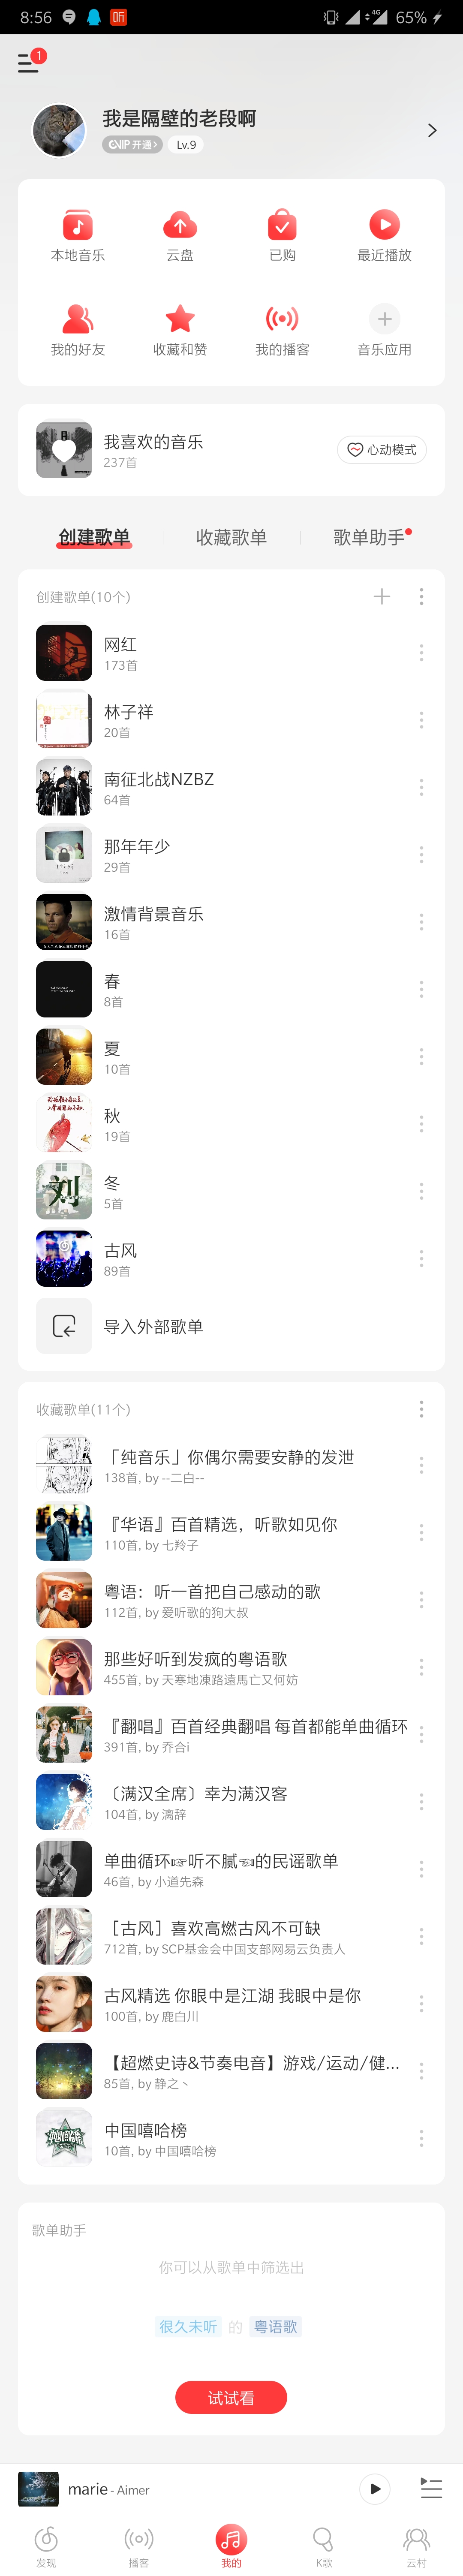 8:56
听
4G
65%
1
我是隔壁的老段啊
VIP 开通
Lv.9
本地音乐
云盘
已购
最近播放
我的好友
收藏和赞
我的播客
音乐应用
我喜欢的音乐
237首
心动模式
创建歌单
收藏歌单
歌单助手
创建歌单(10个)
网红
173首
林子祥
20首
南征北战NZBZ
64首
那年年少
29首
激情背景音乐
16首
春
8首
夏
10首
秋
19首
冬
刘
5首
古风
89首
导入外部歌单
收藏歌单(11个)
「纯音乐」你偶尔需要安静的发泄
138首, by --二白--
『华语』百首精选，听歌如见你
110首, by 七羚子
粤语：听一首把自己感动的歌
112首, by 爱听歌的狗大叔
那些好听到发疯的粤语歌
455首, by 天寒地凍路遠馬亡又何妨
『翻唱』百首经典翻唱 每首都能单曲循环
391首, by 乔合i
〔满汉全席〕幸为满汉客
104首, by 漓辞
单曲循环☞听不腻☜的民谣歌单
46首, by 小道先森
［古风］喜欢高燃古风不可缺
712首, by SCP基金会中国支部网易云负责人
古风精选 你眼中是江湖 我眼中是你
100首, by 鹿白川
【超燃史诗&节奏电音】游戏/运动/健...
85首, by 静之丶
中国嘻哈榜
10首, by 中国嘻哈榜
歌单助手
你可以从歌单中筛选出
很久未听 的 粤语歌
试试看
marie - Aimer
发现
播客
我的
K歌
云村